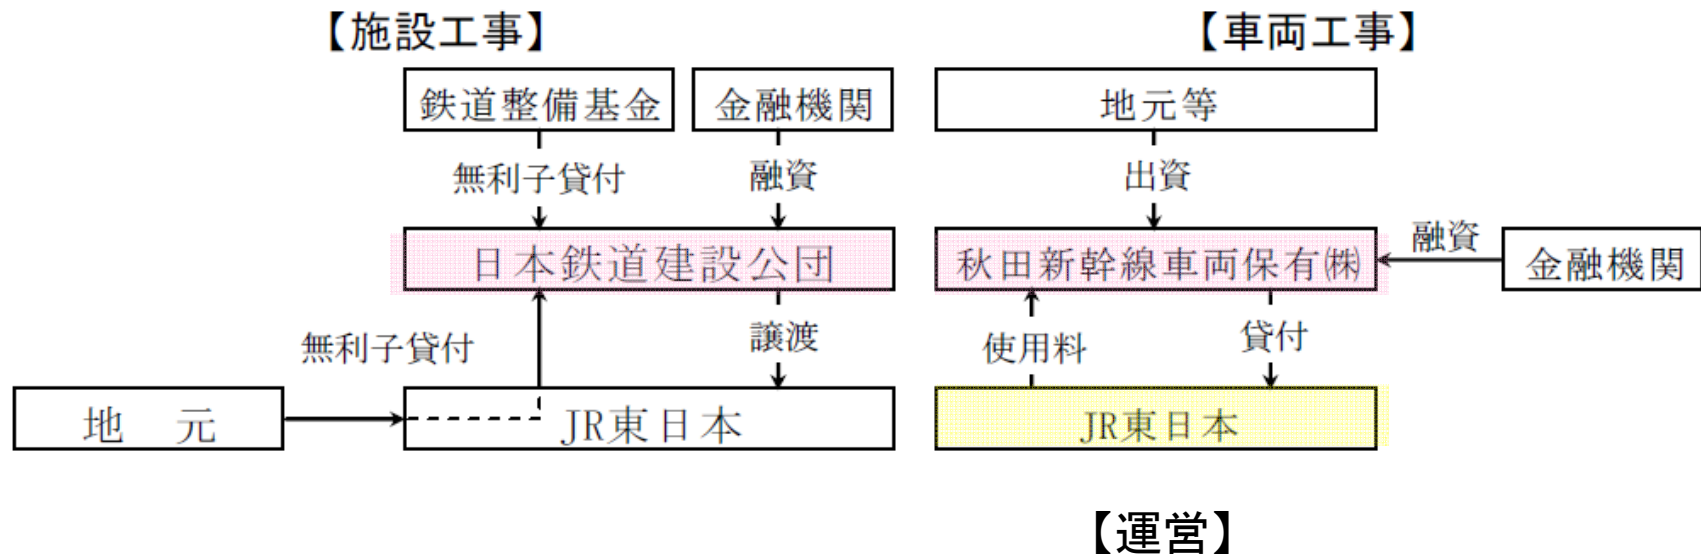 【施設工事】
【車両工事】
鉄道整備基金
金融機関
地元等
無利子貸付
融資
出資
日本鉄道建設公団
秋田新幹線車両保有㈱
融資
金融機関
無利子貸付
譲渡
使用料
貸付
地 元
JR東日本
JR東日本
【運営】